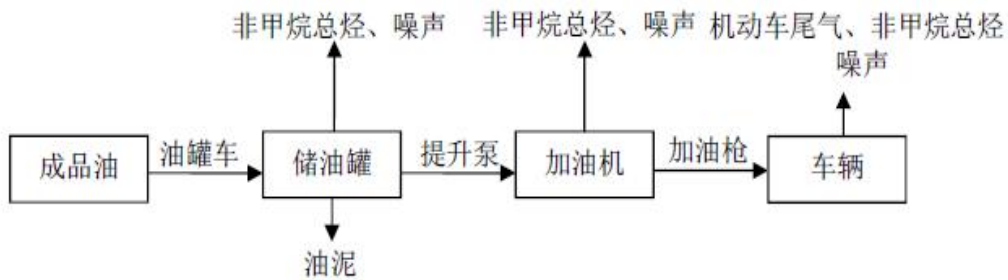 非甲烷总烃、噪声
非甲烷总烃、噪声
机动车尾气、非甲烷总烃
噪声
成品油
油罐车
储油罐
提升泵
加油机
加油枪
车辆
油泥